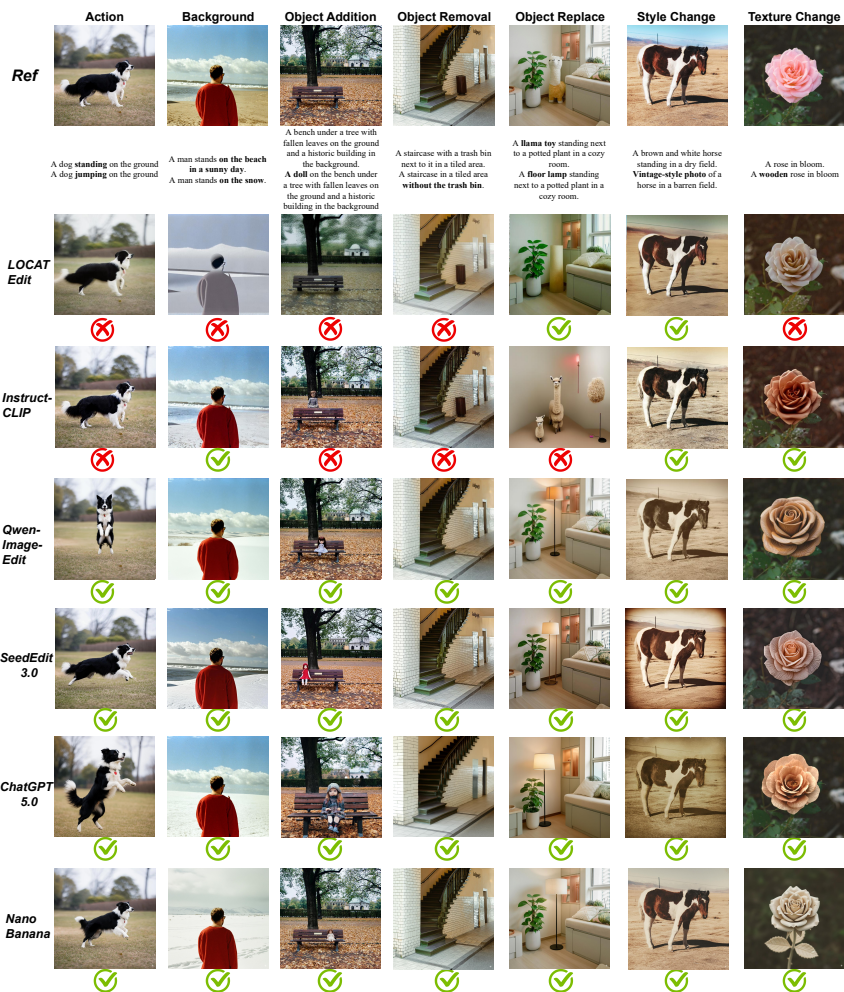 Action
Background
Object Addition
Object Removal
Object Replace
Style Change
Texture Change
Ref
A dog standing on the ground
A dog jumping on the ground
A man stands on the beach
in a sunny day.
A man stands on the snow.
A bench under a tree with
fallen leaves on the ground
and a historic building in
the background.
A doll on the bench under
a tree with fallen leaves on
the ground and a historic
building in the background
A staircase with a trash bin
next to it in a tiled area.
A staircase in a tiled area
without the trash bin.
A llama toy standing next
to a potted plant in a cozy
room.
A floor lamp standing
next to a potted plant in a
cozy room.
A brown and white horse
standing in a dry field.
Vintage-style photo of a
horse in a barren field.
A rose in bloom.
A wooden rose in bloom
LOCAT
Edit
Instruct-
CLIP
Qwen-
Image-
Edit
SeedEdit
3.0
ChatGPT
5.0
Nano
Banana